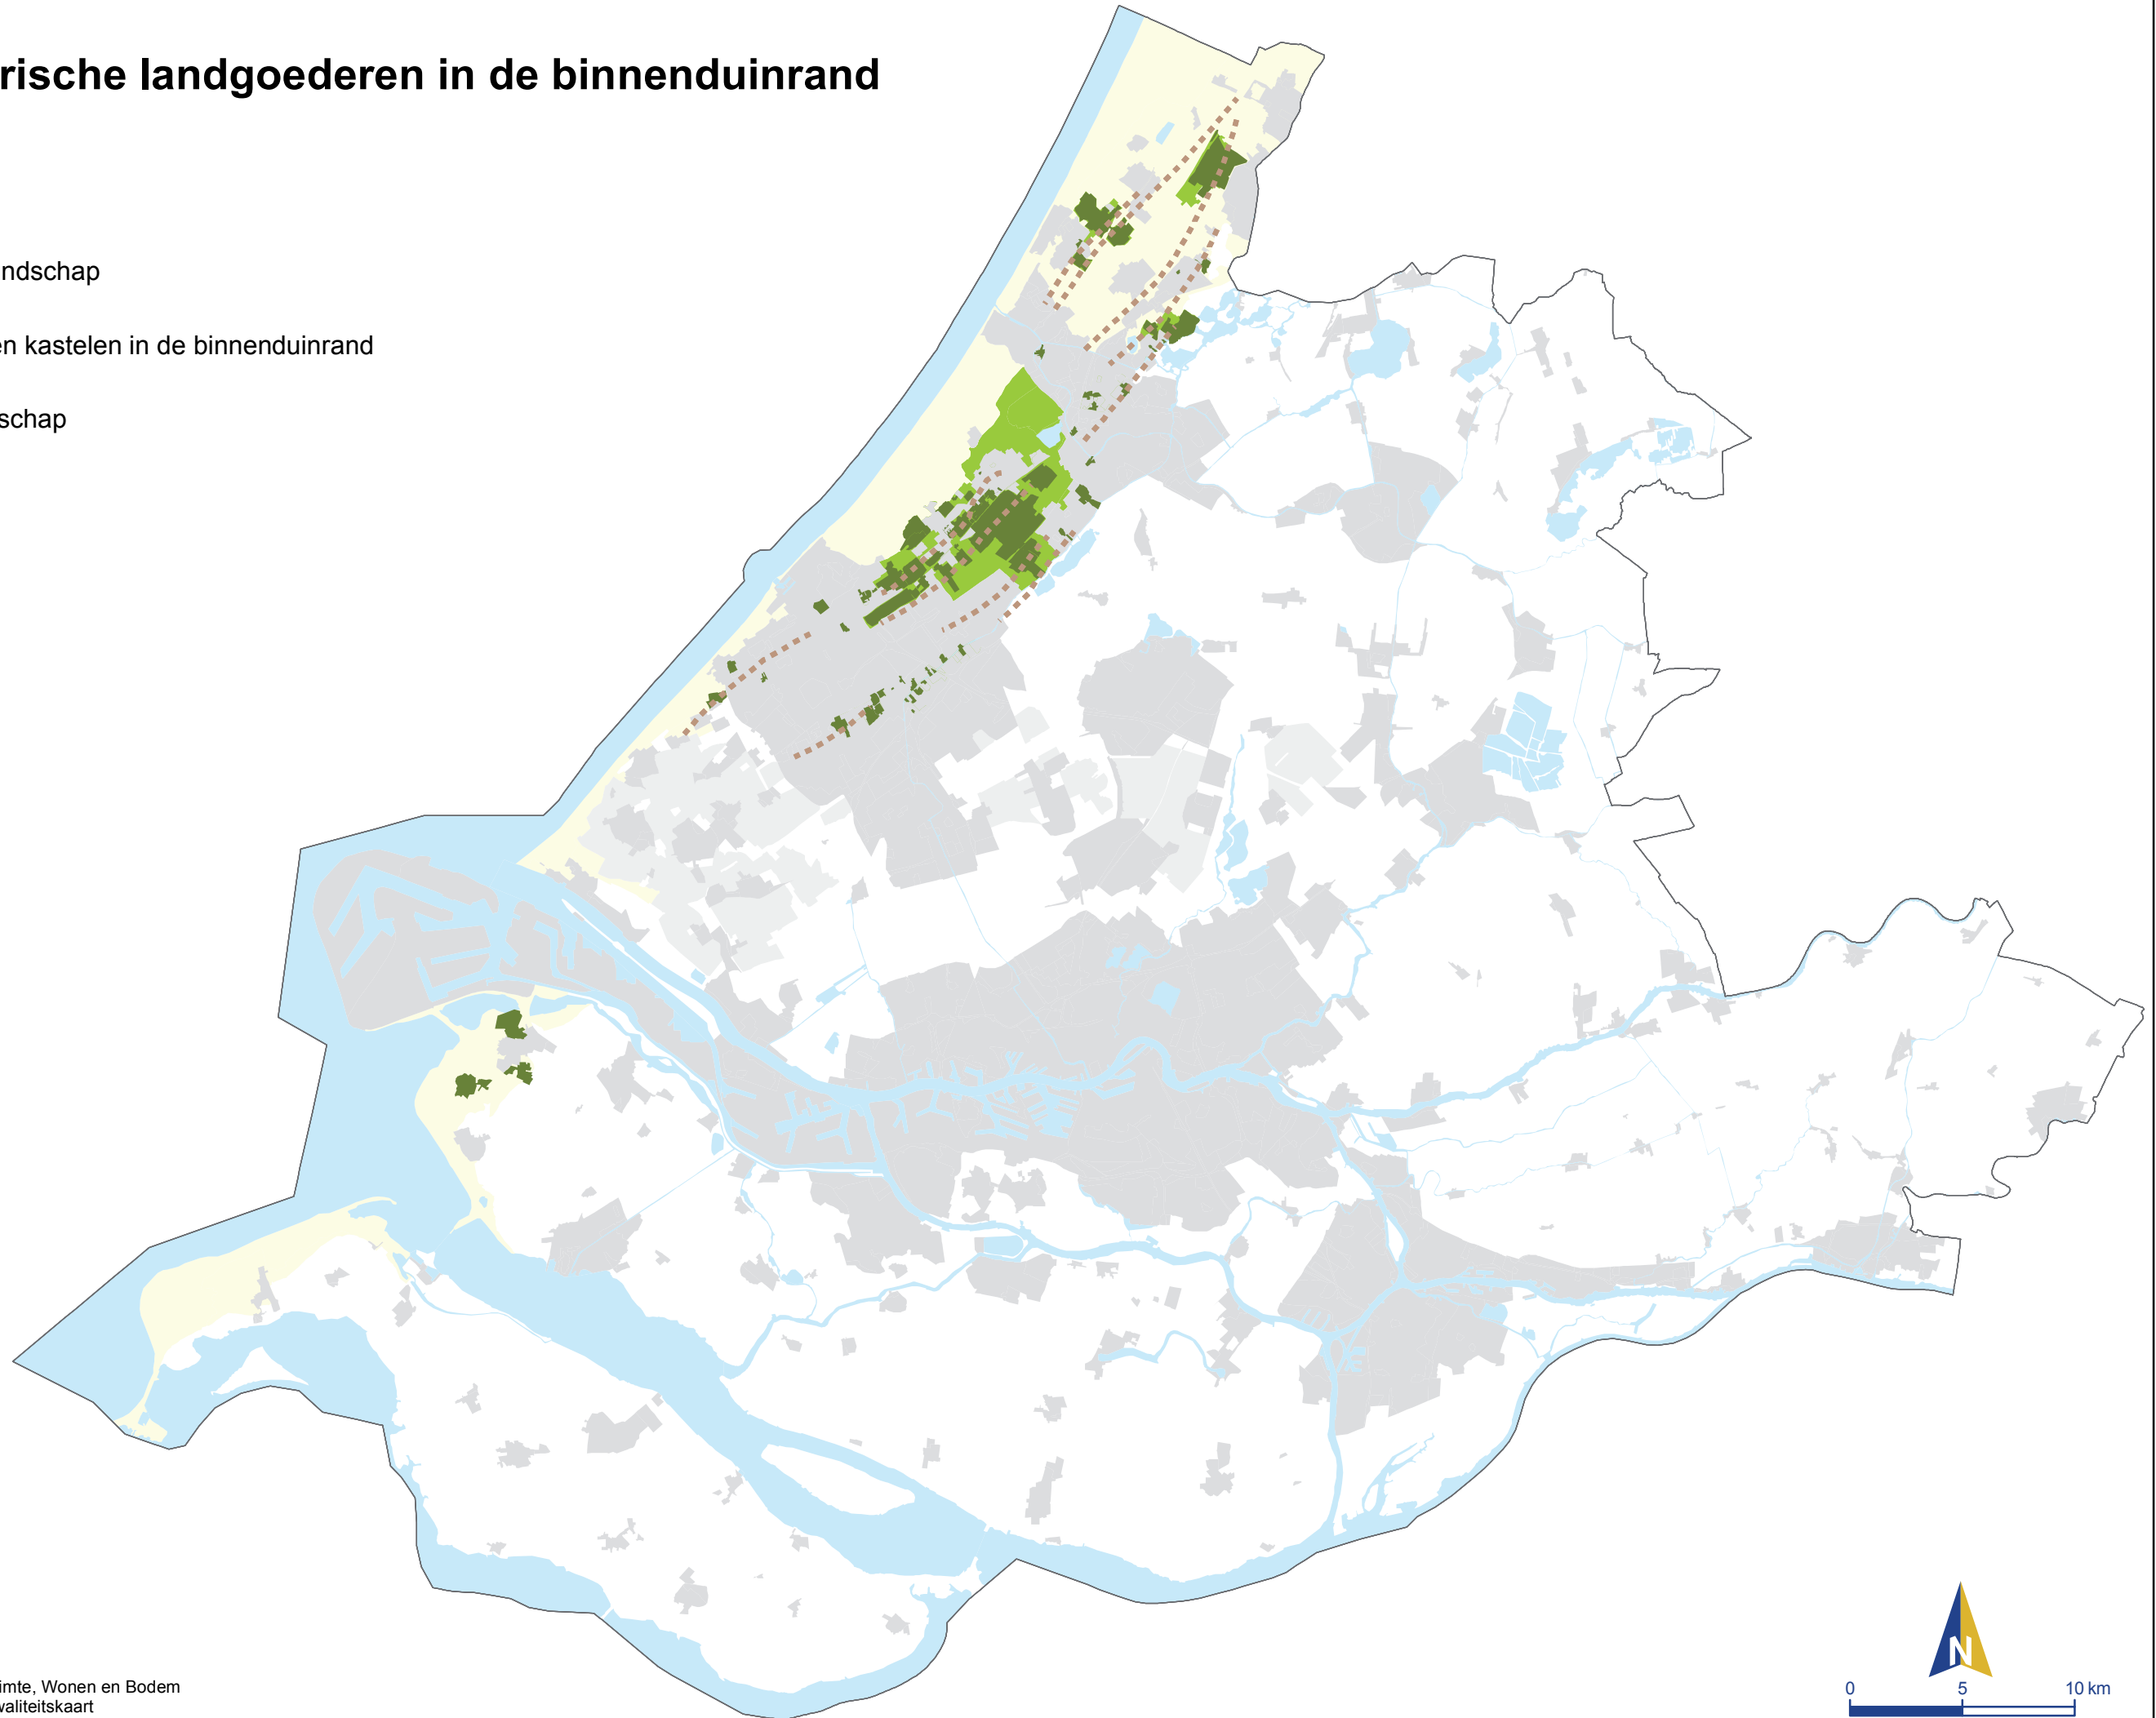 rische landgoederen in de binnenduinrand
ndschap
en kastelen in de binnenduinrand
schap
imte, Wonen en Bodem
waliteitskaart
N
0 5 10 km